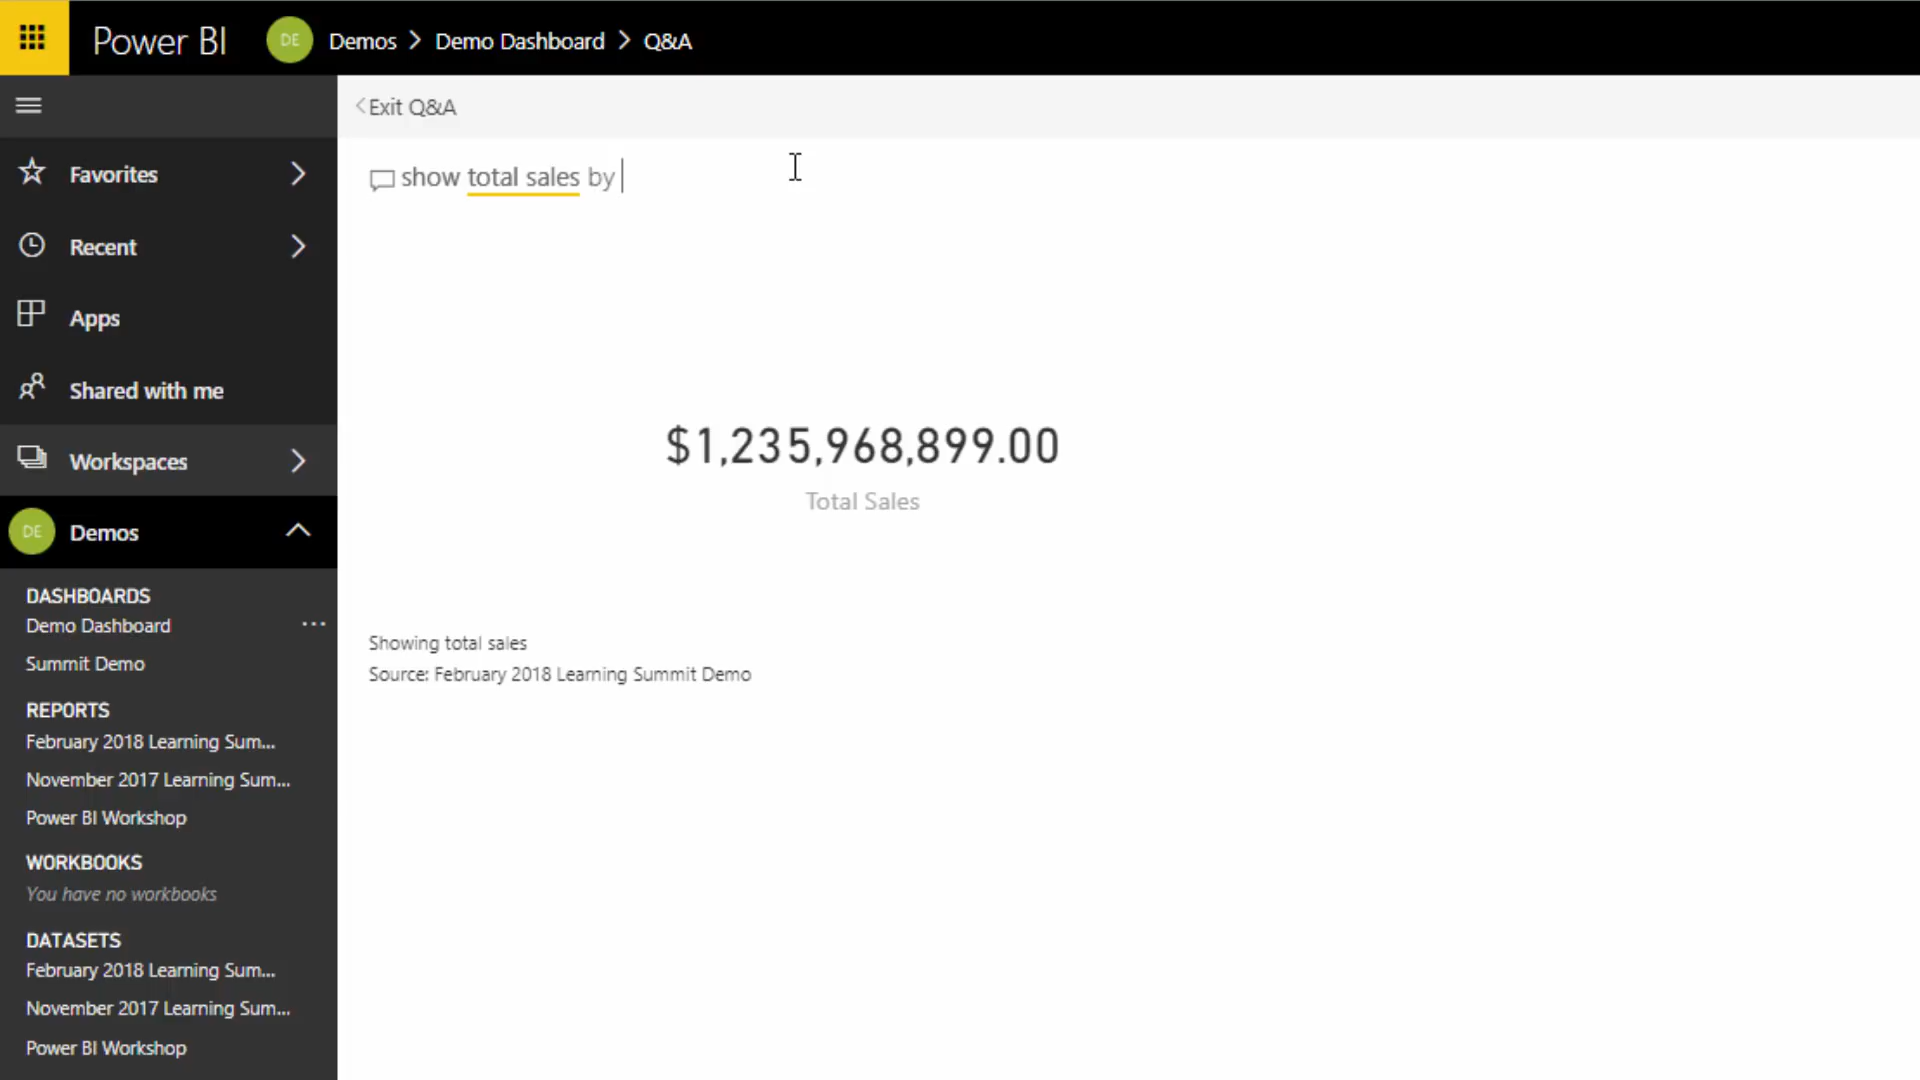 Power BI
DE
Demos > Demo Dashboard > Q&A
Exit Q&A
show total sales by
Favorites
Recent
Apps
Shared with me
Workspaces
DE
Demos
DASHBOARDS
Demo Dashboard
...
Summit Demo
REPORTS
February 2018 Learning Sum...
November 2017 Learning Sum...
Power BI Workshop
WORKBOOKS
You have no workbooks
DATASETS
February 2018 Learning Sum...
November 2017 Learning Sum...
Power BI Workshop
$1,235,968,899.00
Total Sales
Showing total sales
Source: February 2018 Learning Summit Demo